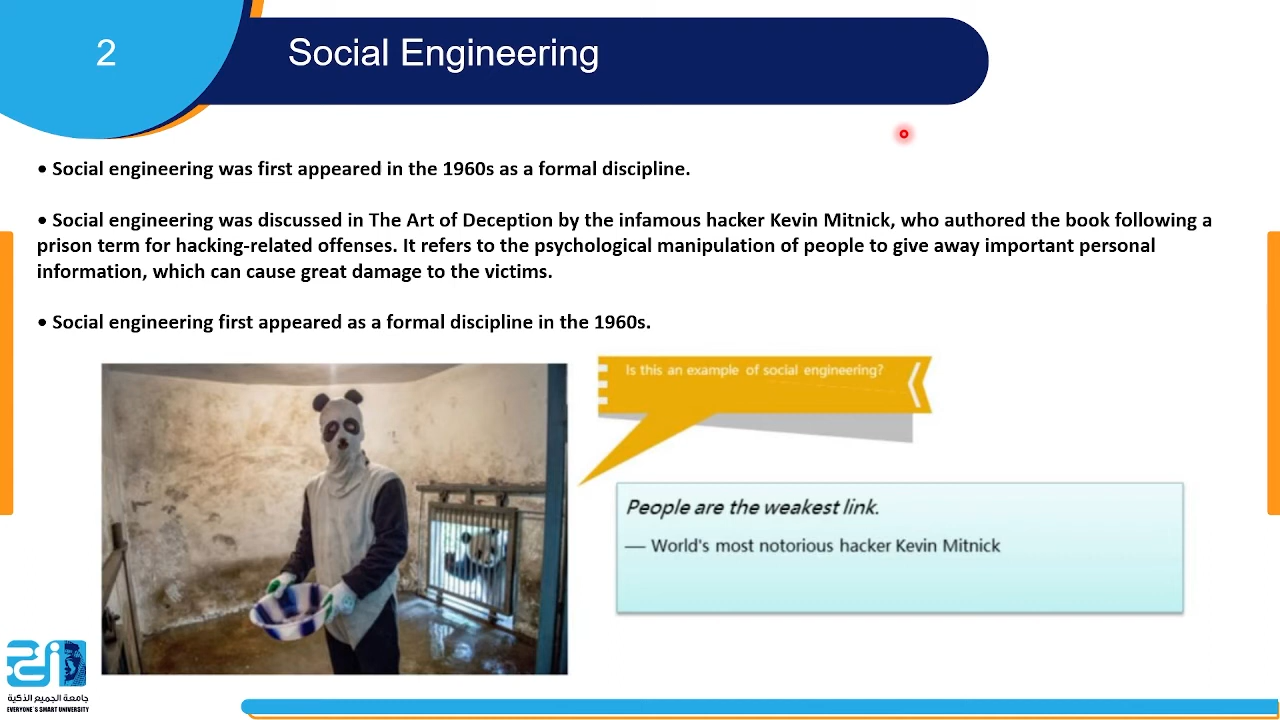 2
Social Engineering
• Social engineering was first appeared in the 1960s as a formal discipline.
• Social engineering was discussed in The Art of Deception by the infamous hacker Kevin Mitnick, who authored the book following a
prison term for hacking-related offenses. It refers to the psychological manipulation of people to give away important personal
information, which can cause great damage to the victims.
• Social engineering first appeared as a formal discipline in the 1960s.
Is this an example of social engineering?
People are the weakest link.
— World's most notorious hacker Kevin Mitnick
جامعة الجميع الذكية
EVERYONE'S SMART UNIVERSITY